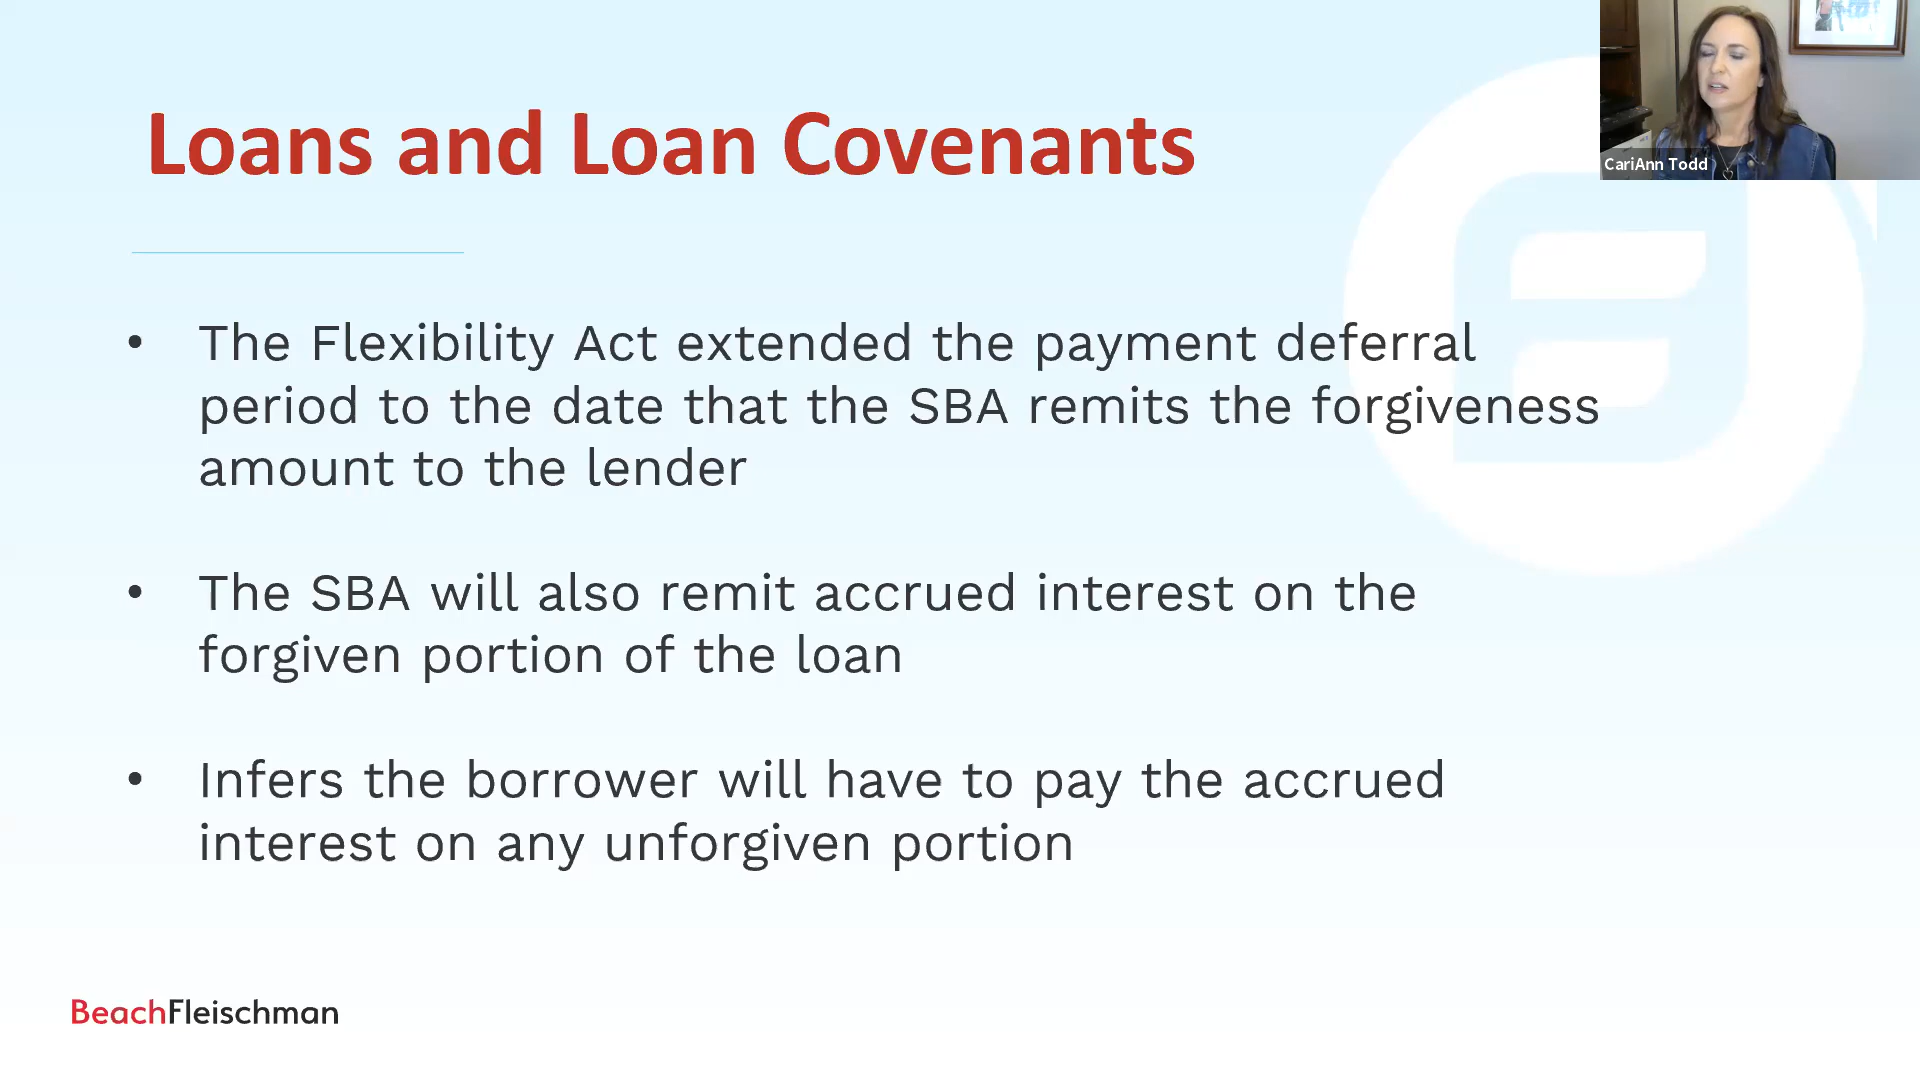 Loans and Loan Covenants
CariAnn Todd
• The Flexibility Act extended the payment deferral
period to the date that the SBA remits the forgiveness
amount to the lender
• The SBA will also remit accrued interest on the
forgiven portion of the loan
• Infers the borrower will have to pay the accrued
interest on any unforgiven portion
BeachFleischman